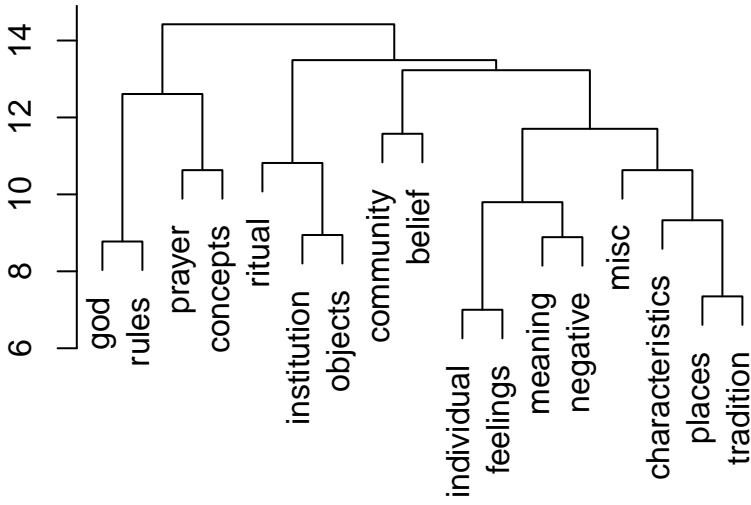 14
12
10
8
6
god
rules
prayer
concepts
ritual
institution
objects
community
belief
individual
feelings
meaning
negative
misc
characteristics
places
tradition